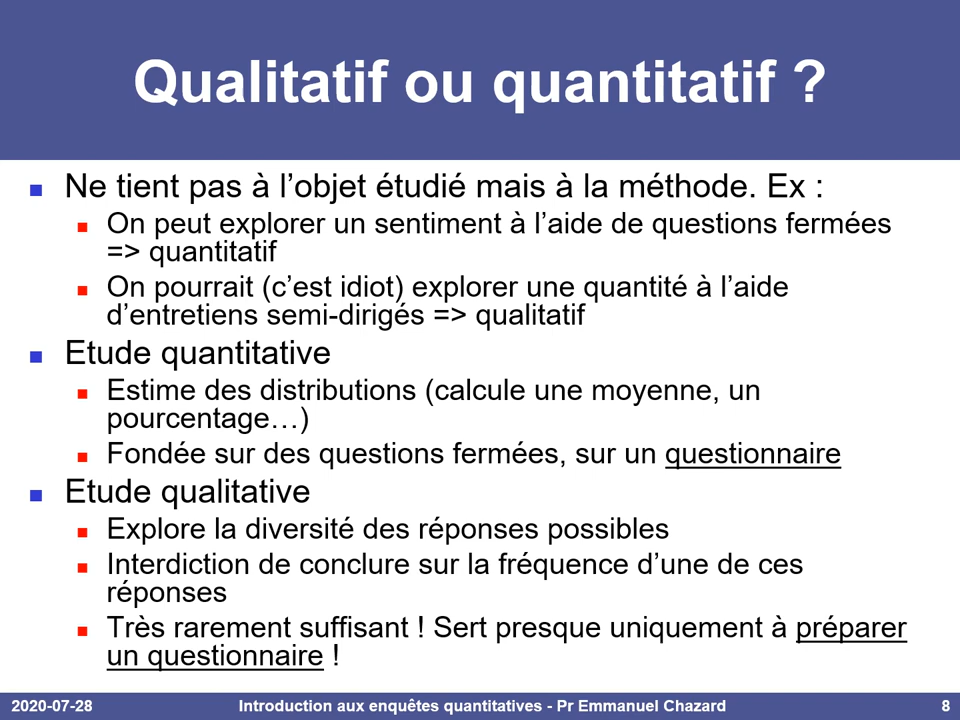 Qualitatif ou quantitatif ?
Ne tient pas à l’objet étudié mais à la méthode. Ex :
On peut explorer un sentiment à l’aide de questions fermées
=> quantitatif
On pourrait (c’est idiot) explorer une quantité à l’aide
d’entretiens semi-dirigés => qualitatif
Etude quantitative
Estime des distributions (calcule une moyenne, un
pourcentage…)
Fondée sur des questions fermées, sur un questionnaire
Etude qualitative
Explore la diversité des réponses possibles
Interdiction de conclure sur la fréquence d’une de ces
réponses
Très rarement suffisant ! Sert presque uniquement à préparer
un questionnaire !
2020-07-28 Introduction aux enquêtes quantitatives - Pr Emmanuel Chazard 8